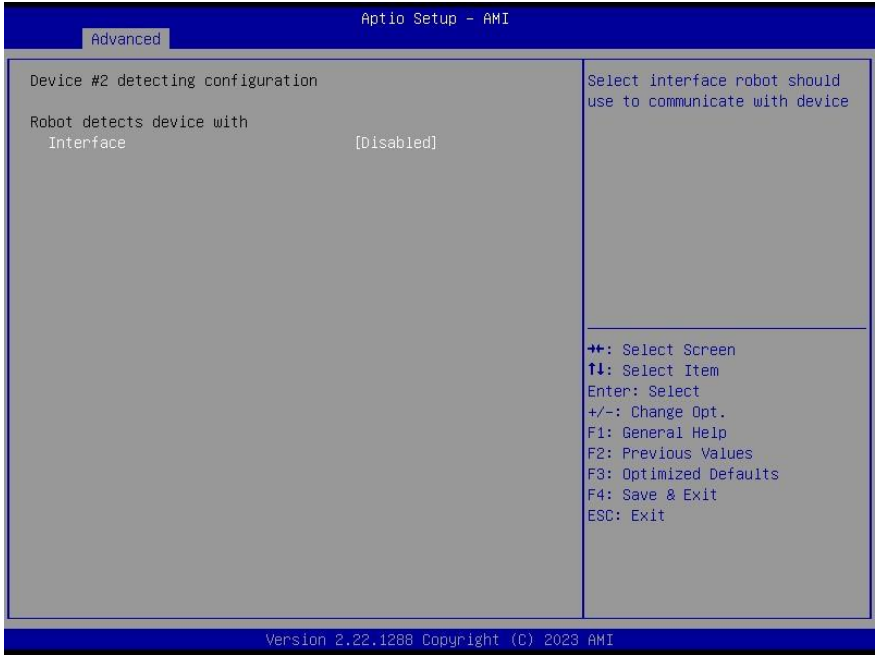 Aptio Setup - AMI
Advanced
Device #2 detecting configuration
Robot detects device with
Interface [Disabled]
Select interface robot should
use to communicate with device
→←: Select Screen
↑↓: Select Item
Enter: Select
+/-: Change Opt.
F1: General Help
F2: Previous Values
F3: Optimized Defaults
F4: Save & Exit
ESC: Exit
Version 2.22.1288 Copyright (C) 2023 AMI